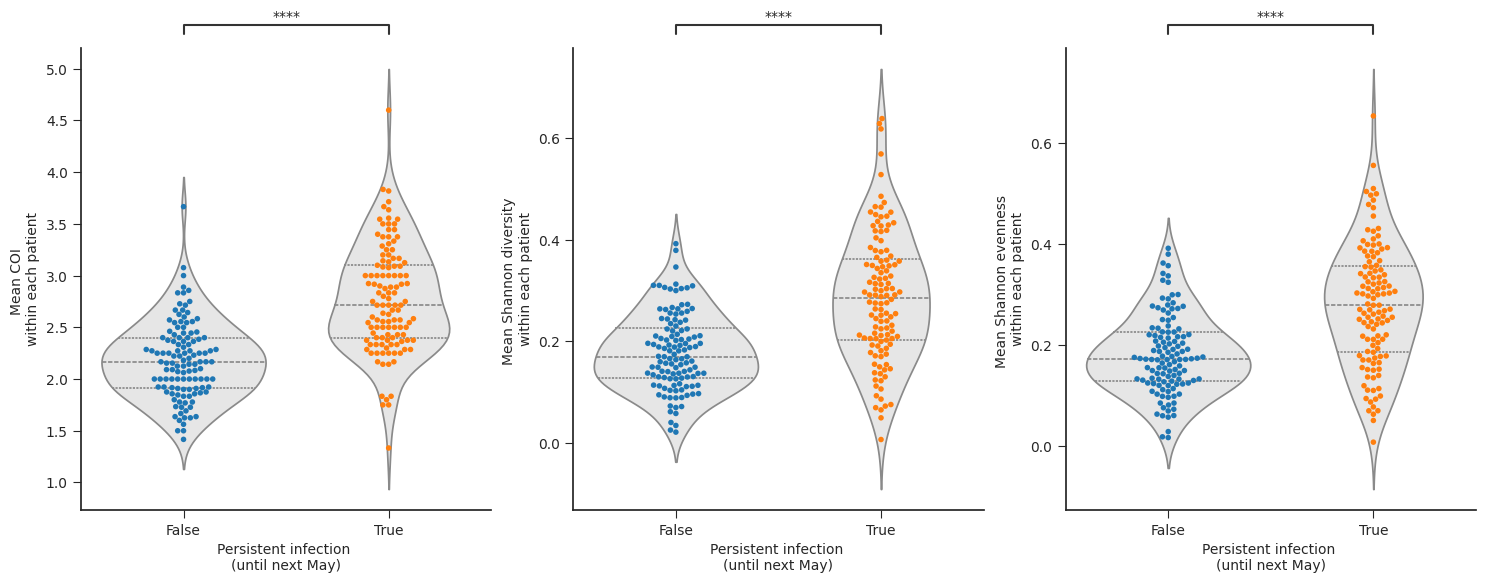 ****
5.0
4.5
4.0
3.5
3.0
2.5
2.0
1.5
1.0
Mean COI
within each patient
False
True
Persistent infection
(until next May)
****
0.6
0.4
0.2
0.0
Mean Shannon diversity
within each patient
False
True
Persistent infection
(until next May)
****
0.6
0.4
0.2
0.0
Mean Shannon evenness
within each patient
False
True
Persistent infection
(until next May)